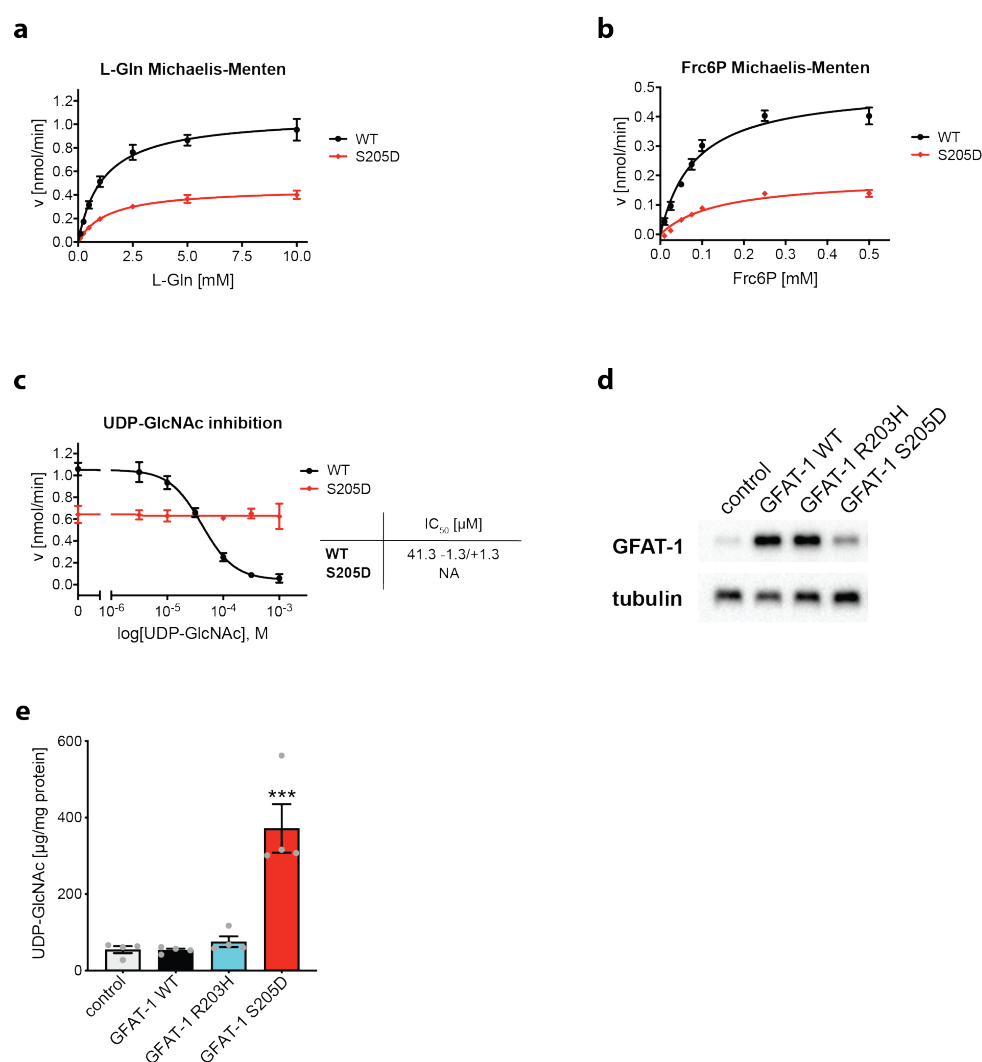 a
L-Gln Michaelis-Menten
v [nmol/min]
1.2
1.0
0.8
0.6
0.4
0.2
0.0
0.0 2.5 5.0 7.5 10.0
L-Gln [mM]
WT
S205D
b
Frc6P Michaelis-Menten
v [nmol/min]
0.5
0.4
0.3
0.2
0.1
0.0
0.0 0.1 0.2 0.3 0.4 0.5
Frc6P [mM]
WT
S205D
c
UDP-GlcNAc inhibition
v [nmol/min]
1.2
1.0
0.8
0.6
0.4
0.2
0.0
0 10-6 10-5 10-4 10-3
log[UDP-GlcNAc], M
WT
S205D
IC50 [µM]
WT 41.3 -1.3/+1.3
S205D NA
d
control
GFAT-1 WT
GFAT-1 R203H
GFAT-1 S205D
GFAT-1
tubulin
e
UDP-GlcNAc [µg/mg protein]
600
400
200
0
***
control
GFAT-1 WT
GFAT-1 R203H
GFAT-1 S205D